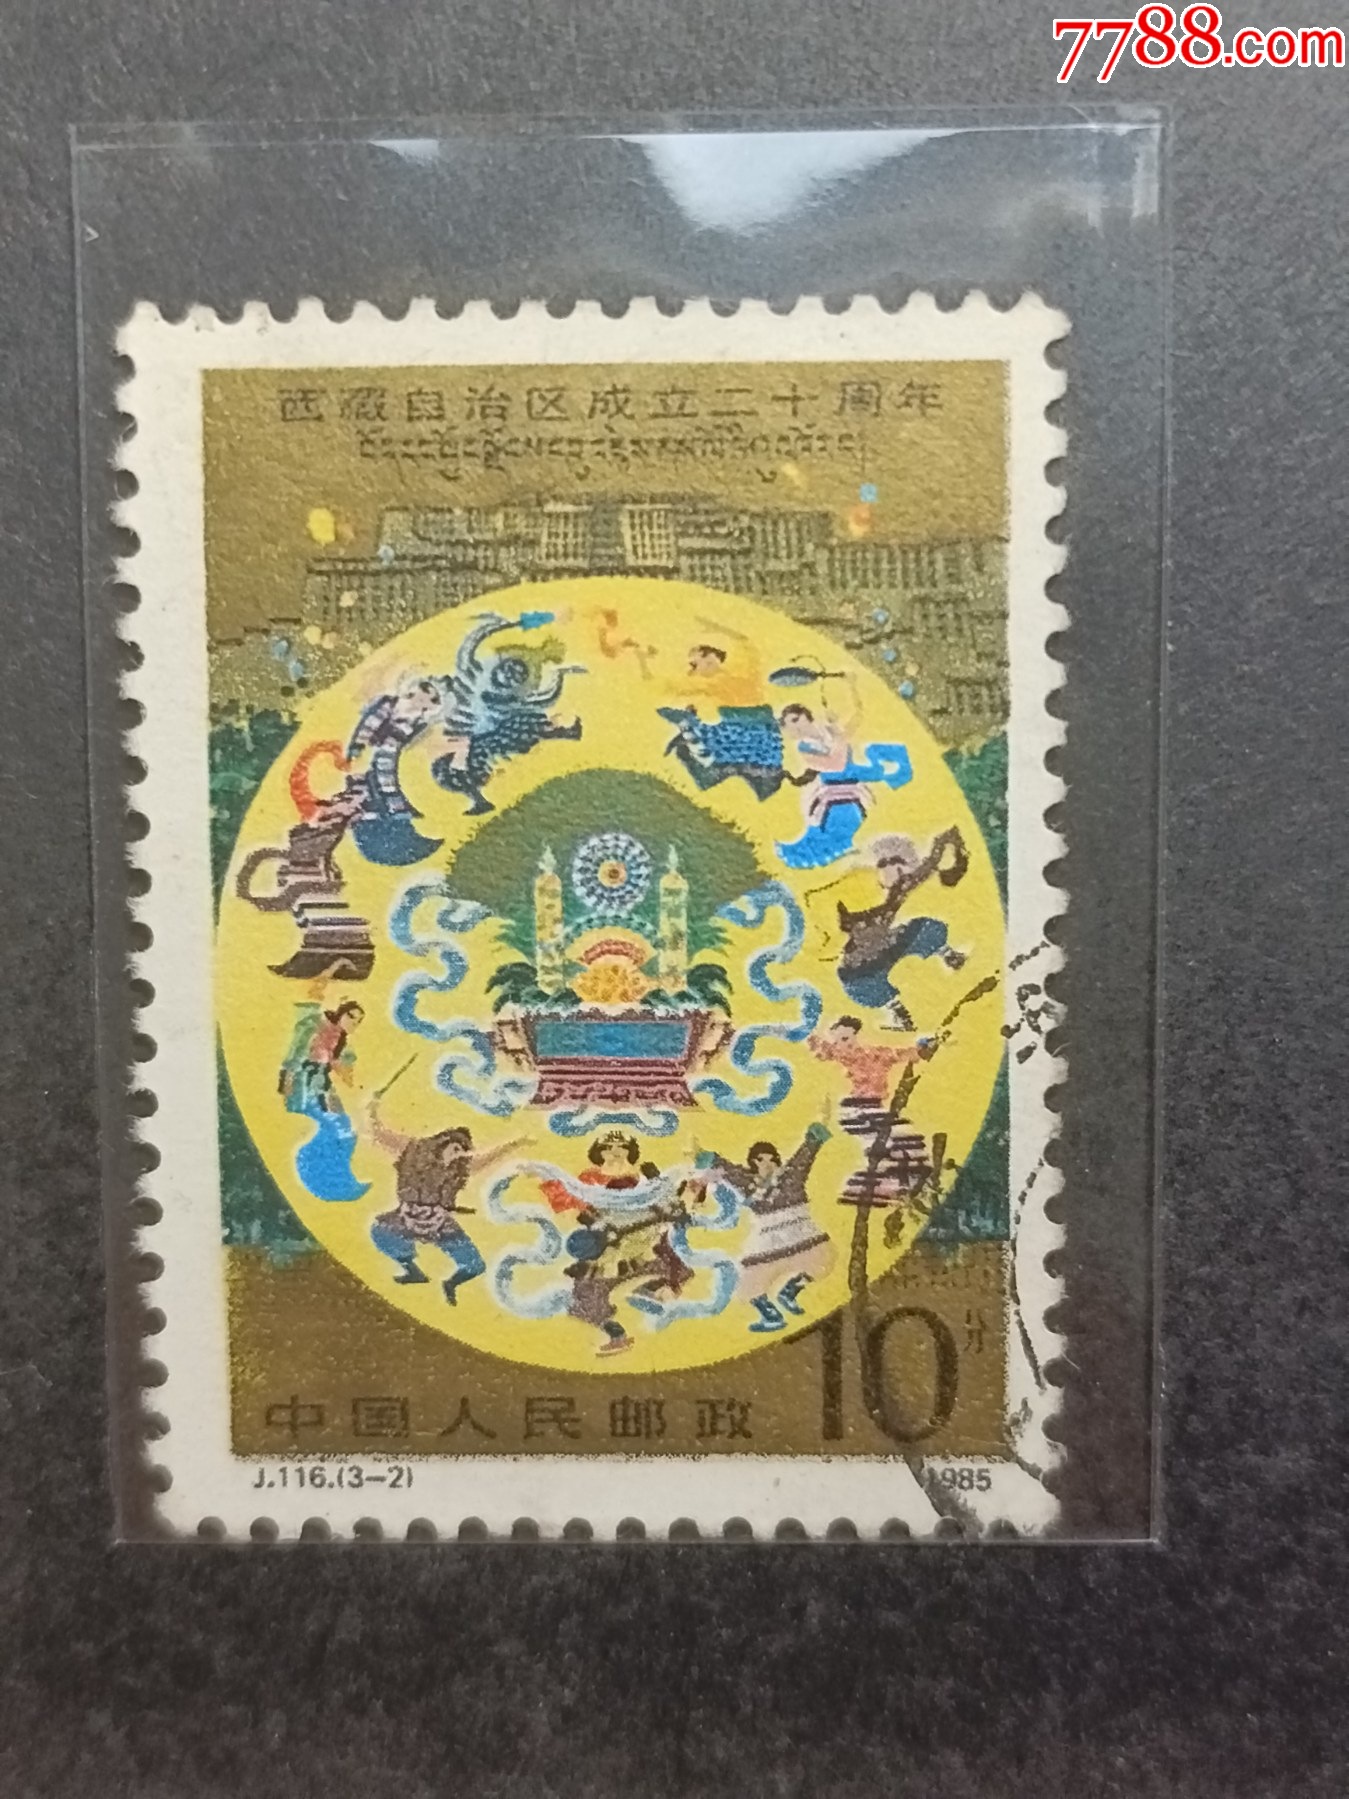 7788.com
西藏自治区成立二十周年
10分
中国人民邮政
J.116.(3-2)
1985